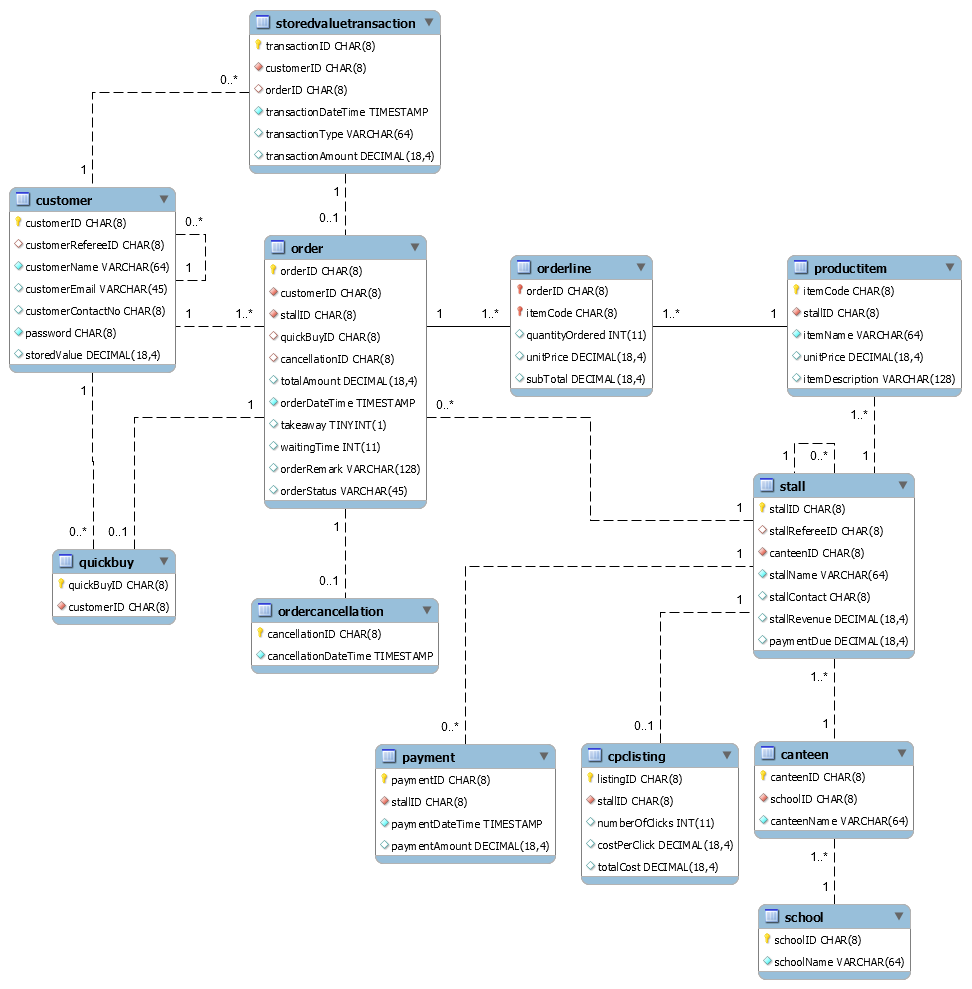 storedvaluetransaction
transactionID CHAR(8)
customerID CHAR(8)
orderID CHAR(8)
transactionDateTime TIMESTAMP
transactionType VARCHAR(64)
transactionAmount DECIMAL(18,4)
0..*
1
1
0..1
customer
customerID CHAR(8)
customerRefereeID CHAR(8)
customerName VARCHAR(64)
customerEmail VARCHAR(45)
customerContactNo CHAR(8)
password CHAR(8)
storedValue DECIMAL(18,4)
0..*
1
1
1..*
order
orderID CHAR(8)
customerID CHAR(8)
stallID CHAR(8)
quickBuyID CHAR(8)
cancellationID CHAR(8)
totalAmount DECIMAL(18,4)
orderDateTime TIMESTAMP
takeaway TINYINT(1)
waitingTime INT(11)
orderRemark VARCHAR(128)
orderStatus VARCHAR(45)
1
1..*
orderline
orderID CHAR(8)
itemCode CHAR(8)
quantityOrdered INT(11)
unitPrice DECIMAL(18,4)
subTotal DECIMAL(18,4)
1..*
1
productitem
itemCode CHAR(8)
stallID CHAR(8)
itemName VARCHAR(64)
unitPrice DECIMAL(18,4)
itemDescription VARCHAR(128)
1..*
1
1
0..*
0..*
1
1
1
0..*
0..1
quickbuy
quickBuyID CHAR(8)
customerID CHAR(8)
1
0..1
ordercancellation
cancellationID CHAR(8)
cancellationDateTime TIMESTAMP
stall
stallID CHAR(8)
stallRefereeID CHAR(8)
canteenID CHAR(8)
stallName VARCHAR(64)
stallContact CHAR(8)
stallRevenue DECIMAL(18,4)
paymentDue DECIMAL(18,4)
1
1
0..*
0..1
1..*
1
payment
paymentID CHAR(8)
stallID CHAR(8)
paymentDateTime TIMESTAMP
paymentAmount DECIMAL(18,4)
cpclisting
listingID CHAR(8)
stallID CHAR(8)
numberOfClicks INT(11)
costPerClick DECIMAL(18,4)
totalCost DECIMAL(18,4)
canteen
canteenID CHAR(8)
schoolID CHAR(8)
canteenName VARCHAR(64)
1..*
1
school
schoolID CHAR(8)
schoolName VARCHAR(64)